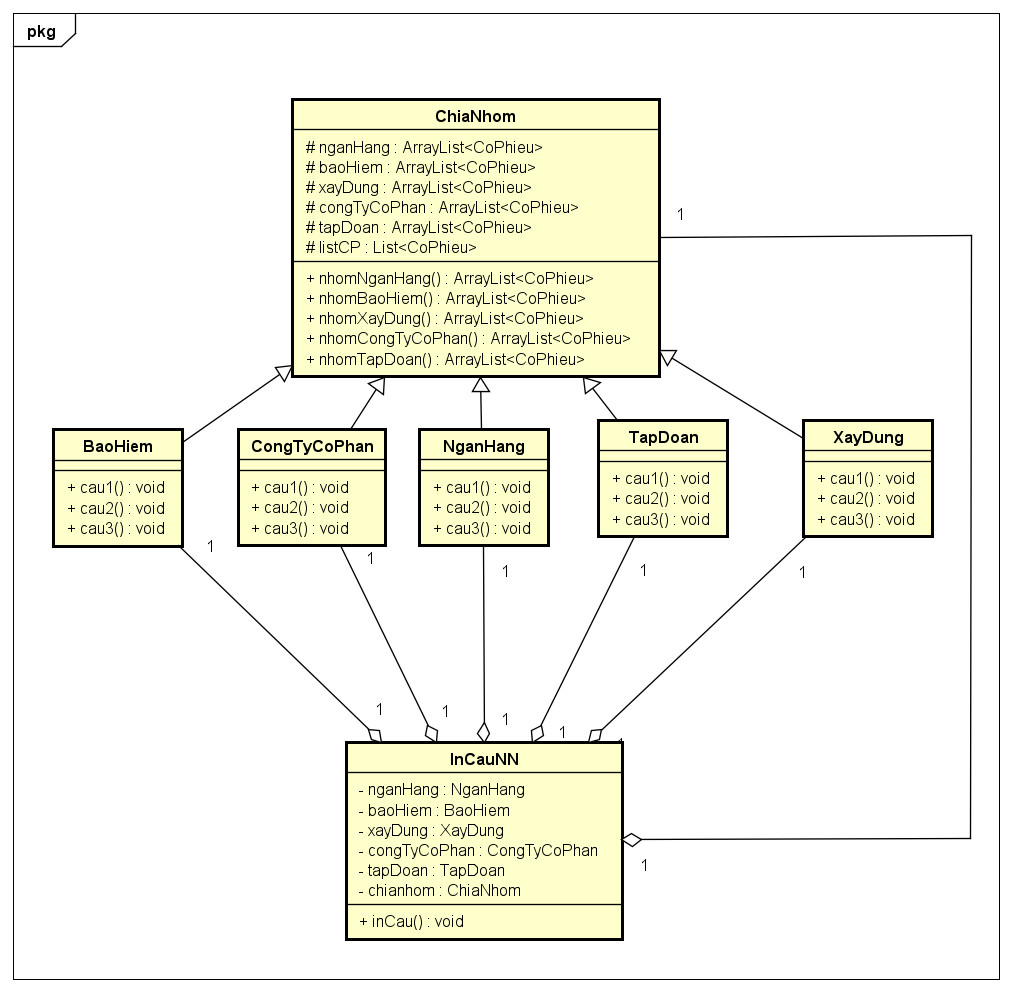 pkg
ChiaNhom
# nganHang : ArrayList<CoPhieu>
# baoHiem : ArrayList<CoPhieu>
# xayDung : ArrayList<CoPhieu>
# congTyCoPhan : ArrayList<CoPhieu>
# tapDoan : ArrayList<CoPhieu>
# listCP : List<CoPhieu>
+ nhomNganHang() : ArrayList<CoPhieu>
+ nhomBaoHiem() : ArrayList<CoPhieu>
+ nhomXayDung() : ArrayList<CoPhieu>
+ nhomCongTyCoPhan() : ArrayList<CoPhieu>
+ nhomTapDoan() : ArrayList<CoPhieu>
1
BaoHiem
+ cau1() : void
+ cau2() : void
+ cau3() : void
CongTyCoPhan
+ cau1() : void
+ cau2() : void
+ cau3() : void
NganHang
+ cau1() : void
+ cau2() : void
+ cau3() : void
TapDoan
+ cau1() : void
+ cau2() : void
+ cau3() : void
XayDung
+ cau1() : void
+ cau2() : void
+ cau3() : void
1
1
1
1
1
1
1
1
1
1
InCauNN
- nganHang : NganHang
- baoHiem : BaoHiem
- xayDung : XayDung
- congTyCoPhan : CongTyCoPhan
- tapDoan : TapDoan
- chianhom : ChiaNhom
+ inCau() : void
1